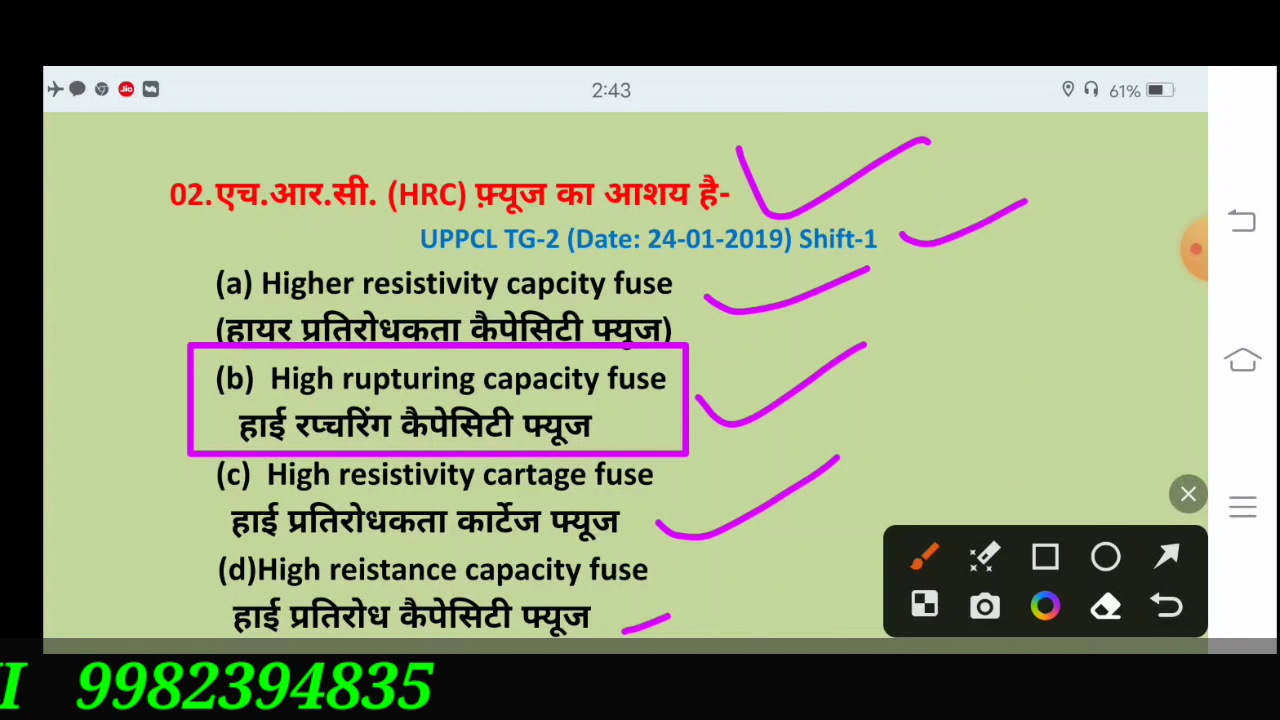 2:43
61%
02.एच.आर.सी. (HRC) फ़्यूज का आशय है-
UPPCL TG-2 (Date: 24-01-2019) Shift-1
(a) Higher resistivity capcity fuse
(हायर प्रतिरोधकता कैपेसिटी फ्यूज)
(b) High rupturing capacity fuse
हाई रप्चरिंग कैपेसिटी फ्यूज
(c) High resistivity cartage fuse
हाई प्रतिरोधकता कार्टेज फ्यूज
(d)High reistance capacity fuse
हाई प्रतिरोध कैपेसिटी फ्यूज
9982394835